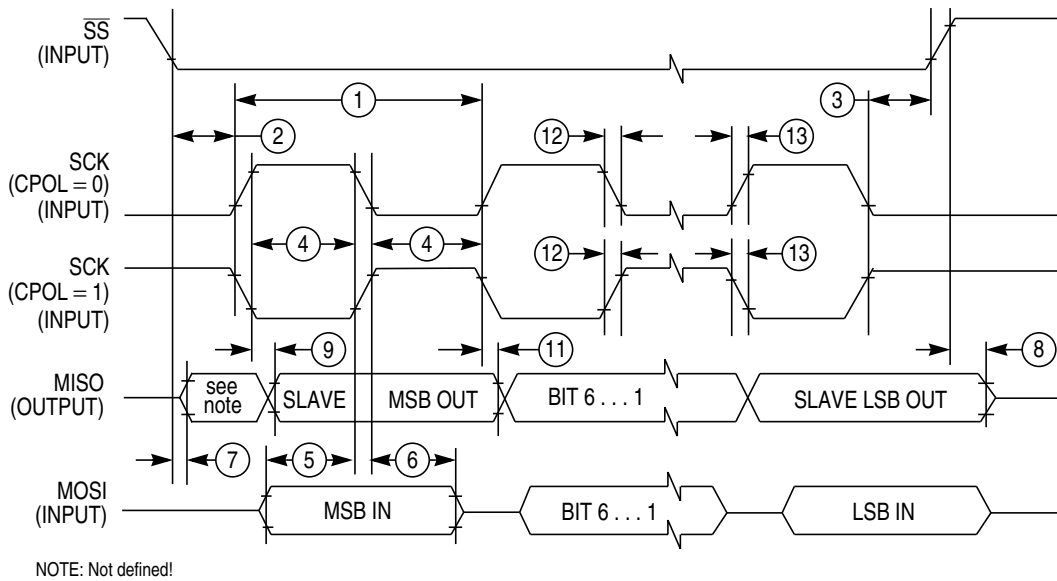 SS
(INPUT)
1
3
2
12
13
SCK
(CPOL = 0)
(INPUT)
4
4
SCK
(CPOL = 1)
(INPUT)
12
13
9
11
8
MISO
(OUTPUT)
see
note
SLAVE
MSB OUT
BIT 6 . . . 1
SLAVE LSB OUT
7
5
6
MOSI
(INPUT)
MSB IN
BIT 6 . . . 1
LSB IN
NOTE: Not defined!